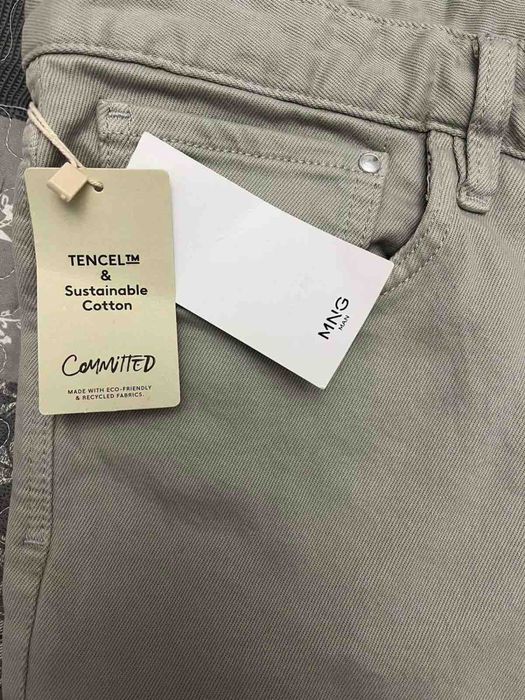 TENCEL™
&
Sustainable
Cotton
COMMITTED
MADE WITH ECO-FRIENDLY
& RECYCLED FABRICS.
MNG
MAN